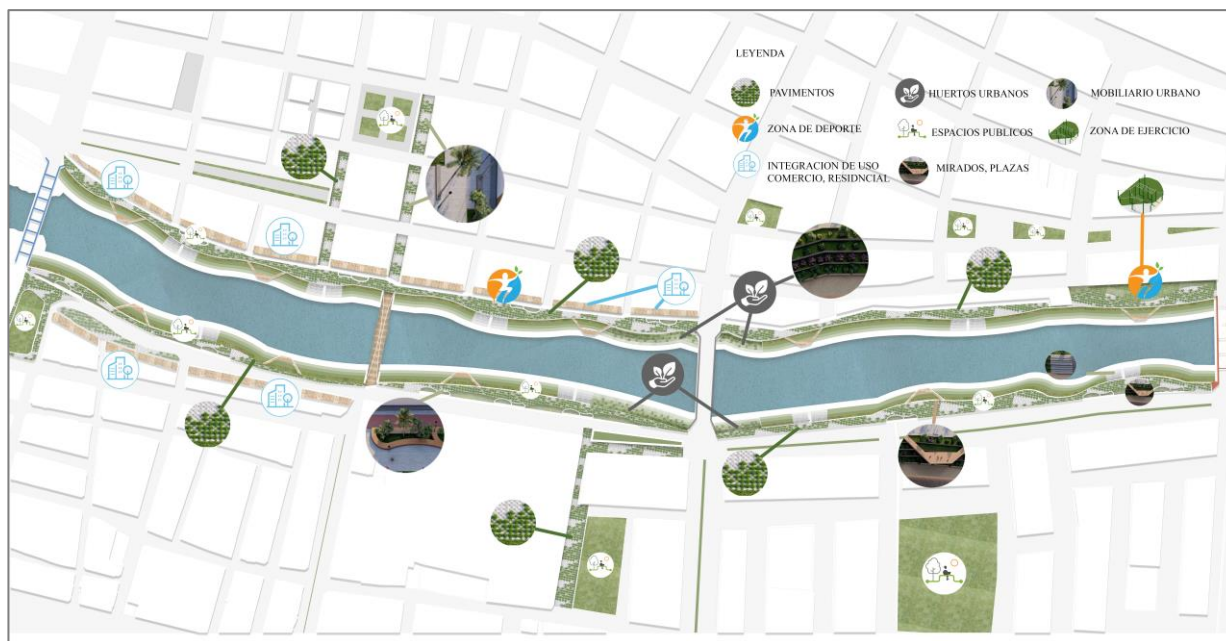 LEYENDA
PAVIMENTOS
HUERTOS URBANOS
MOBILIARIO URBANO
ZONA DE DEPORTE
ESPACIOS PUBLICOS
ZONA DE EJERCICIO
INTEGRACION DE USO
COMERCIO, RESIDNCIAL
MIRADOS, PLAZAS